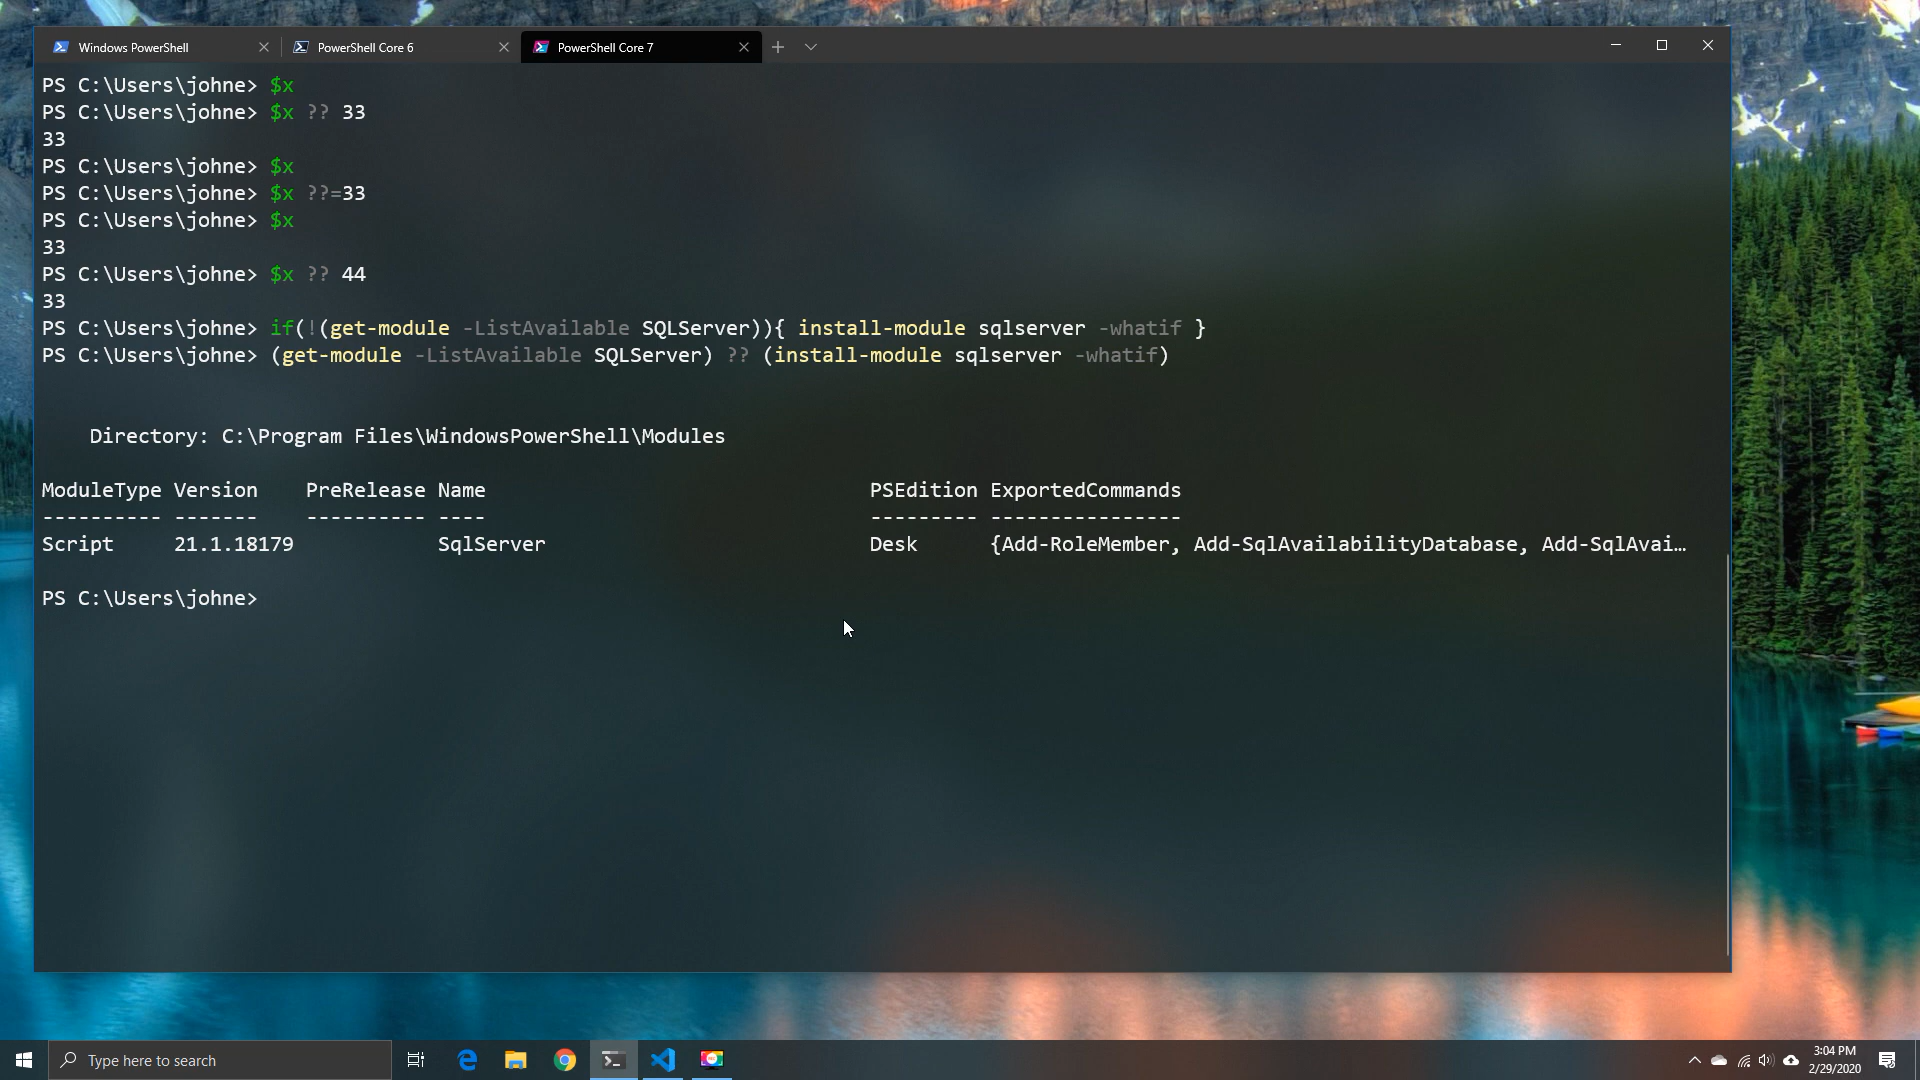 Windows PowerShell
PowerShell Core 6
PowerShell Core 7
PS C:\Users\johne> $x
PS C:\Users\johne> $x ?? 33
33
PS C:\Users\johne> $x
PS C:\Users\johne> $x ??=33
PS C:\Users\johne> $x
33
PS C:\Users\johne> $x ?? 44
33
PS C:\Users\johne> if(!(get-module -ListAvailable SQLServer)){ install-module sqlserver -whatif }
PS C:\Users\johne> (get-module -ListAvailable SQLServer) ?? (install-module sqlserver -whatif)
Directory: C:\Program Files\WindowsPowerShell\Modules
ModuleType Version    PreRelease Name                                PSEdition ExportedCommands
---------- -------    ---------- ----                                --------- ----------------
Script     21.1.18179            SqlServer                           Desk      {Add-RoleMember, Add-SqlAvailabilityDatabase, Add-SqlAvai…
PS C:\Users\johne>
Type here to search
3:04 PM
2/29/2020